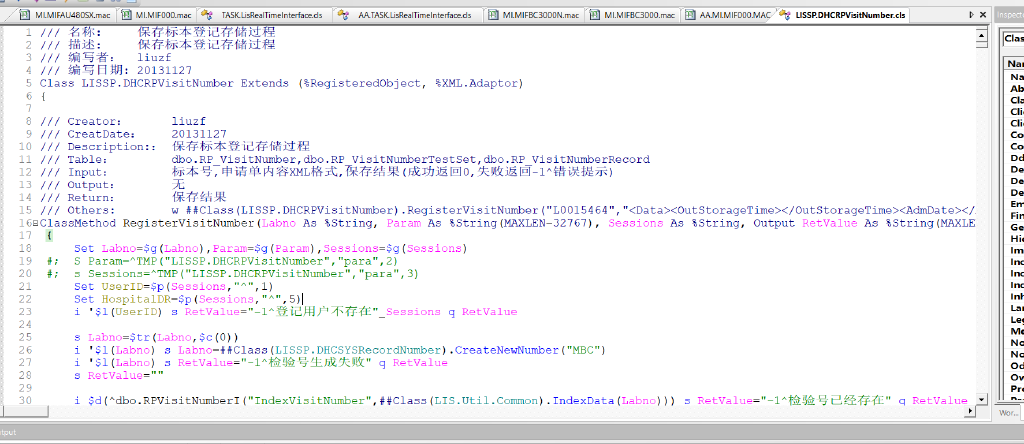 MI.MIFAU480SX.mac MI.MIF000.mac TASK.LisRealTimeInterface.cls AA.TASK.LisRealTimeInterface.cls MI.MIFBC3000N.mac MI.MIFBC3000.mac AA.MI.MIF000.MAC LISSP.DHCRPVisitNumber.cls
Inspecto
1 /// 名称: 保存标本登记存储过程
2 /// 描述: 保存标本登记存储过程
3 /// 编写者: liuzf
4 /// 编写日期: 20131127
5 Class LISSP.DHCRPVisitNumber Extends (%RegisteredObject, %XML.Adaptor)
6 {
7
8 /// Creator: liuzf
9 /// CreatDate: 20131127
10 /// Description:: 保存标本登记存储过程
11 /// Table: dbo.RP_VisitNumber,dbo.RP_VisitNumberTestSet,dbo.RP_VisitNumberRecord
12 /// Input: 标本号,申请单内容XML格式,保存结果(成功返回0,失败返回-1^错误提示)
13 /// Output: 无
14 /// Return: 保存结果
15 /// Others: w ##Class(LISSP.DHCRPVisitNumber).RegisterVisitNumber("L0015464","<Data><OutStorageTime></OutStorageTime><AdmDate></
16 ClassMethod RegisterVisitNumber(Labno As %String, Param As %String(MAXLEN=32767), Sessions As %String, Output RetValue As %String(MAXLE
17 {
18 Set Labno=$g(Labno),Param=$g(Param),Sessions=$g(Sessions)
19 #; S Param=^TMP("LISSP.DHCRPVisitNumber","para",2)
20 #; s Sessions=^TMP("LISSP.DHCRPVisitNumber","para",3)
21 Set UserID=$p(Sessions,"^",1)
22 Set HospitalDR=$p(Sessions,"^",5)
23 i '$l(UserID) s RetValue="-1^登记用户不存在"_Sessions q RetValue
24
25 s Labno=$tr(Labno,$c(0))
26 i '$l(Labno) s Labno=##Class(LISSP.DHCSYSRecordNumber).CreateNewNumber("MBC")
27 i '$l(Labno) s RetValue="-1^检验号生成失败" q RetValue
28 s RetValue=""
29
30 i $d(^dbo.RPVisitNumberI("IndexVisitNumber",##Class(LIS.Util.Common).IndexData(Labno))) s RetValue="-1^检验号已经存在" q RetValue
Clas
Nar
Na
Ab
Cla
Clie
Clie
Co
Co
Dd
De
De
De
Em
Fin
Ge
Hid
Im
Inc
Inc
Inc
Inh
Lar
Leg
Me
No
No
Od
Ow
Pro
Wor...
tput